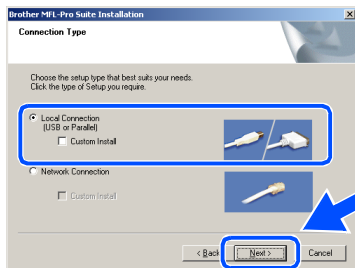 Brother MFL-Pro Suite Installation
Connection Type
Choose the setup type that best suits your needs.
Click the type of Setup you require.
Local Connection
(USB or Parallel)
Custom Install
Network Connection
Custom Install
< Back
Next >
Cancel